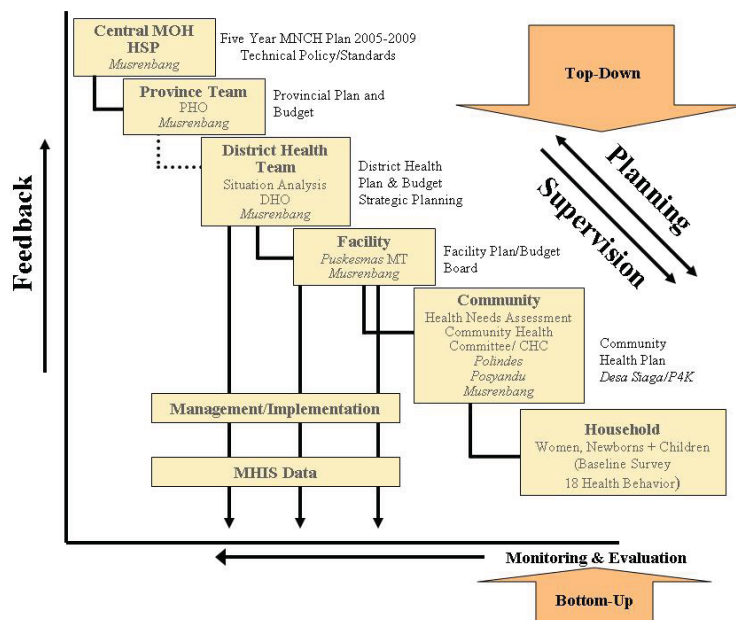 Central MOH
HSP
Musrenbang
Five Year MNCH Plan 2005-2009
Technical Policy/Standards
Top-Down
Province Team
PHO
Musrenbang
Provincial Plan and
Budget
District Health
Team
Situation Analysis
DHO
Musrenbang
District Health
Plan & Budget
Strategic Planning
Planning
Supervision
Feedback
Facility
Puskesmas MT
Musrenbang
Facility Plan/Budget
Board
Community
Health Needs Assessment
Community Health
Committee/ CHC
Polindes
Posyandu
Musrenbang
Community
Health Plan
Desa Siaga/P4K
Management/Implementation
Household
Women, Newborns + Children
(Baseline Survey
18 Health Behavior)
MHIS Data
Monitoring & Evaluation
Bottom-Up